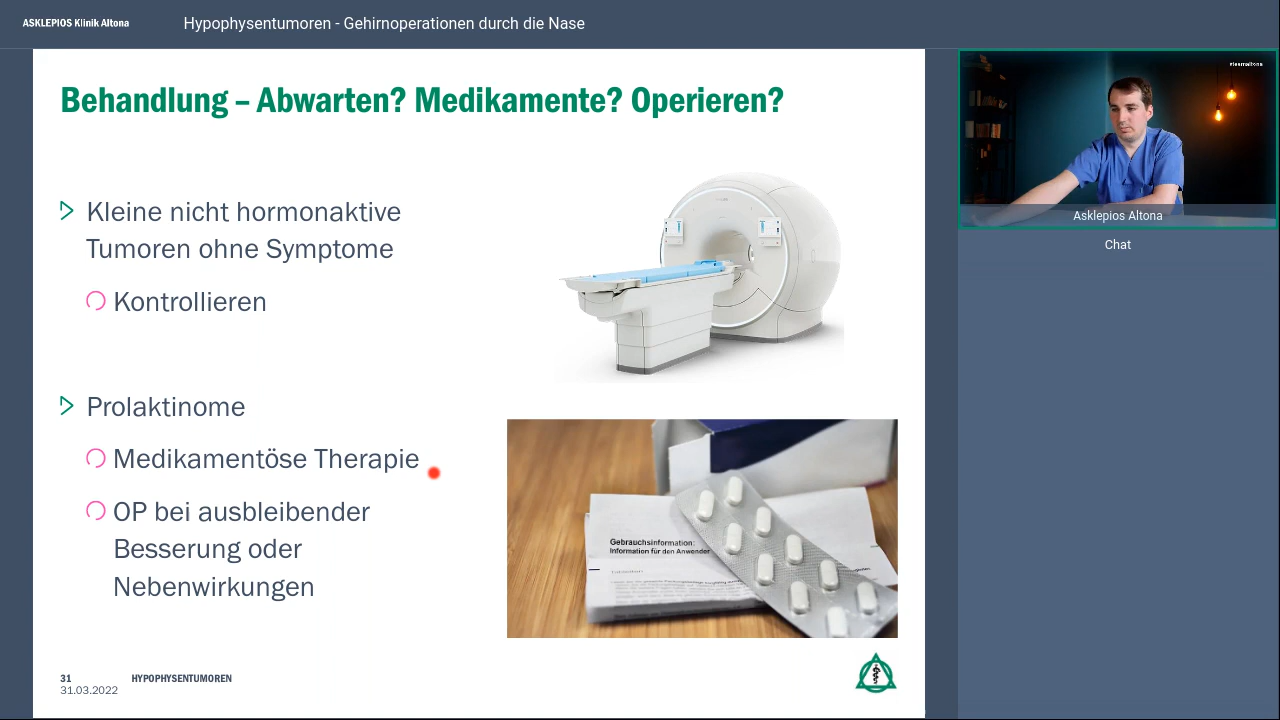 ASKLEPIOS Klinik Altona
Hypophysentumoren - Gehirnoperationen durch die Nase
Behandlung – Abwarten? Medikamente? Operieren?
Kleine nicht hormonaktive
Tumoren ohne Symptome
Kontrollieren
Prolaktinome
Medikamentöse Therapie
OP bei ausbleibender
Besserung oder
Nebenwirkungen
Gebrauchsinformation:
Information für den Anwender
31
HYPOPHYSENTUMOREN
31.03.2022
#teamaltona
Asklepios Altona
Chat